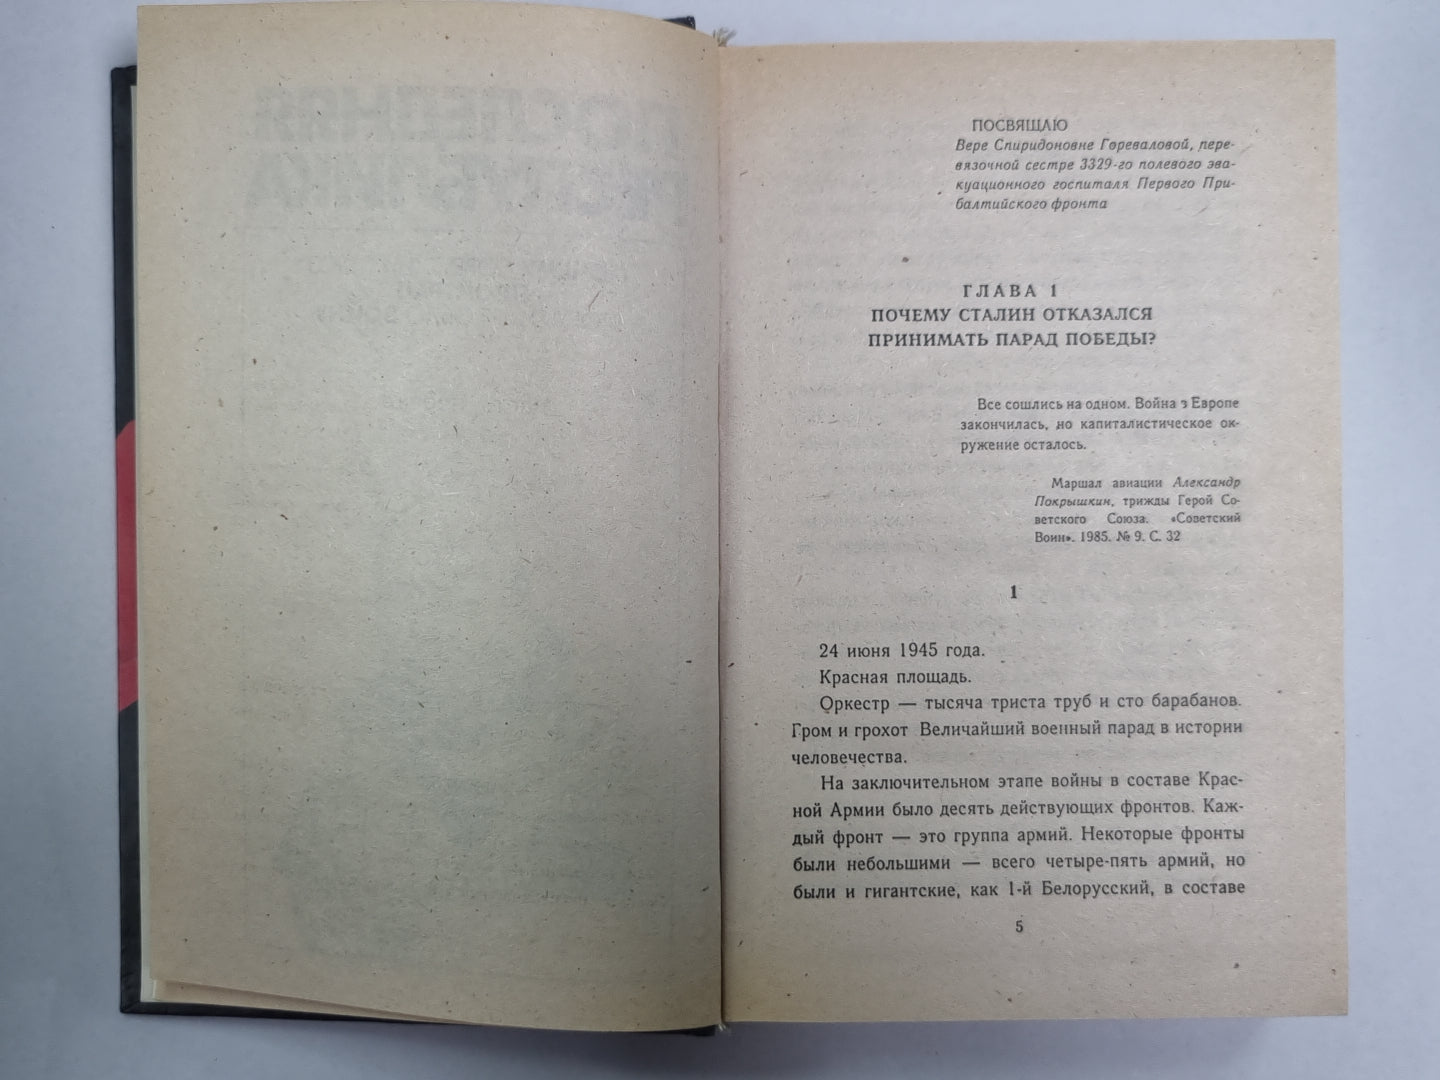 ПОСВЯЩАЮ
Вере Спиридоновне Гореваловой, пере-
вязочной сестре 3329-го полевого эва-
куационного госпиталя Первого При-
балтийского фронта
ГЛАВА 1
ПОЧЕМУ СТАЛИН ОТКАЗАЛСЯ
ПРИНИМАТЬ ПАРАД ПОБЕДЫ?
Все сошлись на одном. Война з Европе
закончилась, но капиталистическое ок-
ружение осталось.
Маршал авиации Александр
Покрышкин, трижды Герой Со-
ветского Союза. «Советский
Воин». 1985. № 9. С. 32
1
24 июня 1945 года.
Красная площадь.
Оркестр — тысяча триста труб и сто барабанов.
Гром и грохот Величайший военный парад в истории
человечества.
На заключительном этапе войны в составе Крас-
ной Армии было десять действующих фронтов. Каж-
дый фронт — это группа армий. Некоторые фронты
были небольшими — всего четыре-пять армий, но
были и гигантские, как 1-й Белорусский, в составе
5